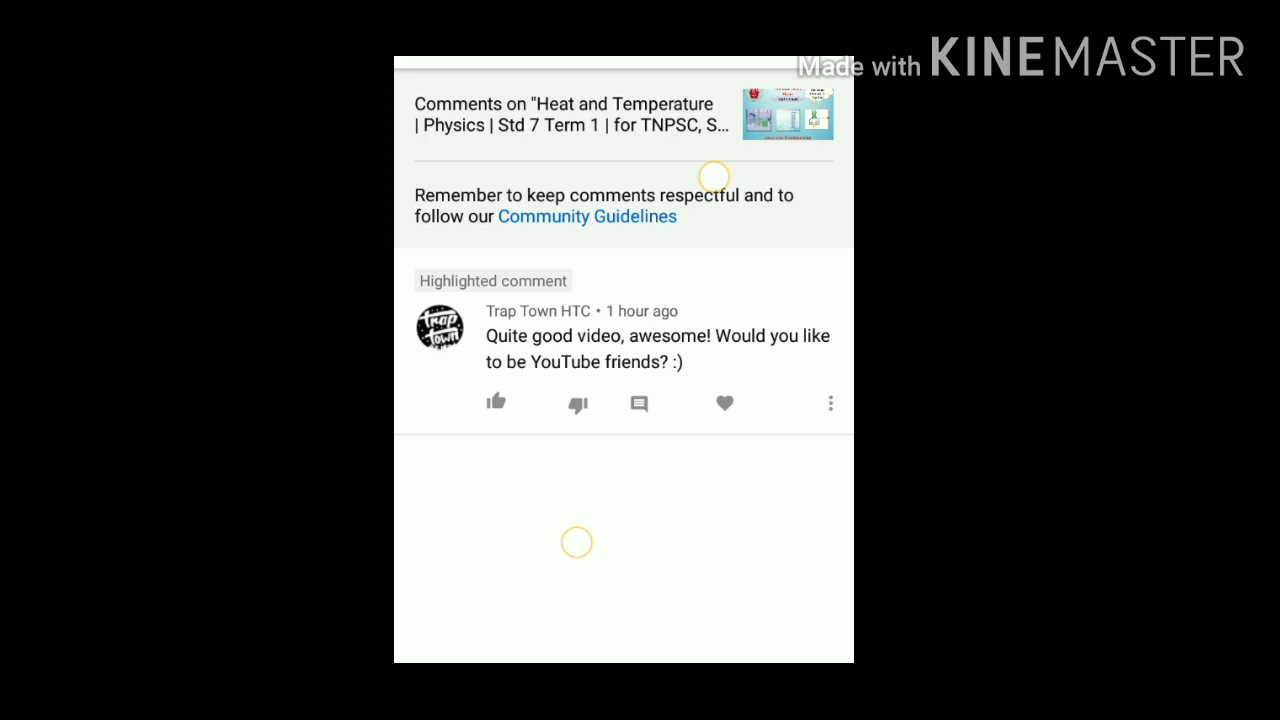 Made with KINEMASTER
Comments on "Heat and Temperature
| Physics | Std 7 Term 1 | for TNPSC, S...
Remember to keep comments respectful and to
follow our Community Guidelines
Highlighted comment
Trap Town HTC • 1 hour ago
trap
town
Quite good video, awesome! Would you like
to be YouTube friends? :)